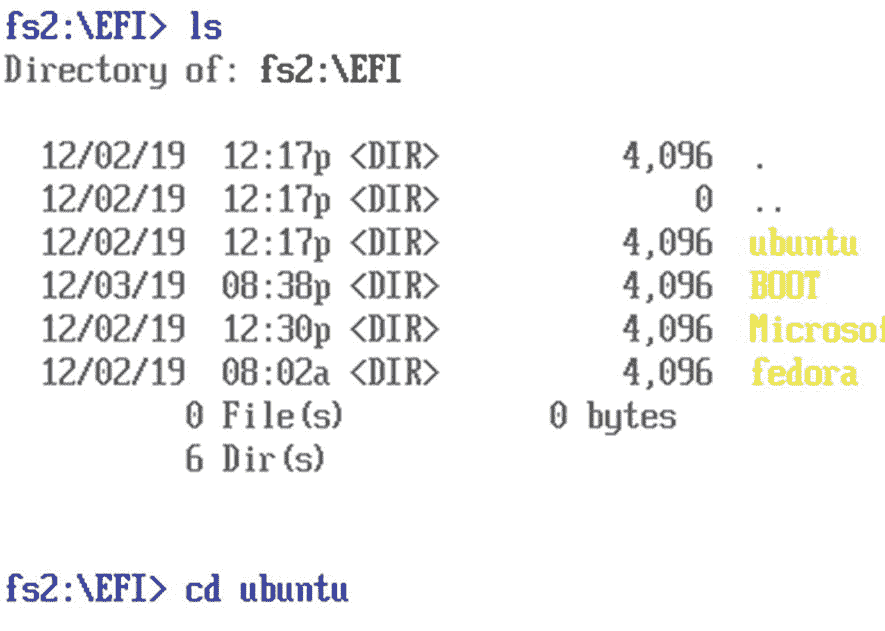 fs2:\EFI> ls
Directory of: fs2:\EFI
12/02/19 12:17p <DIR> 4,096 .
12/02/19 12:17p <DIR> 0 ..
12/02/19 12:17p <DIR> 4,096 ubuntu
12/03/19 08:38p <DIR> 4,096 BOOT
12/02/19 12:30p <DIR> 4,096 Microsof
12/02/19 08:02a <DIR> 4,096 fedora
0 File(s) 0 bytes
6 Dir(s)
fs2:\EFI> cd ubuntu